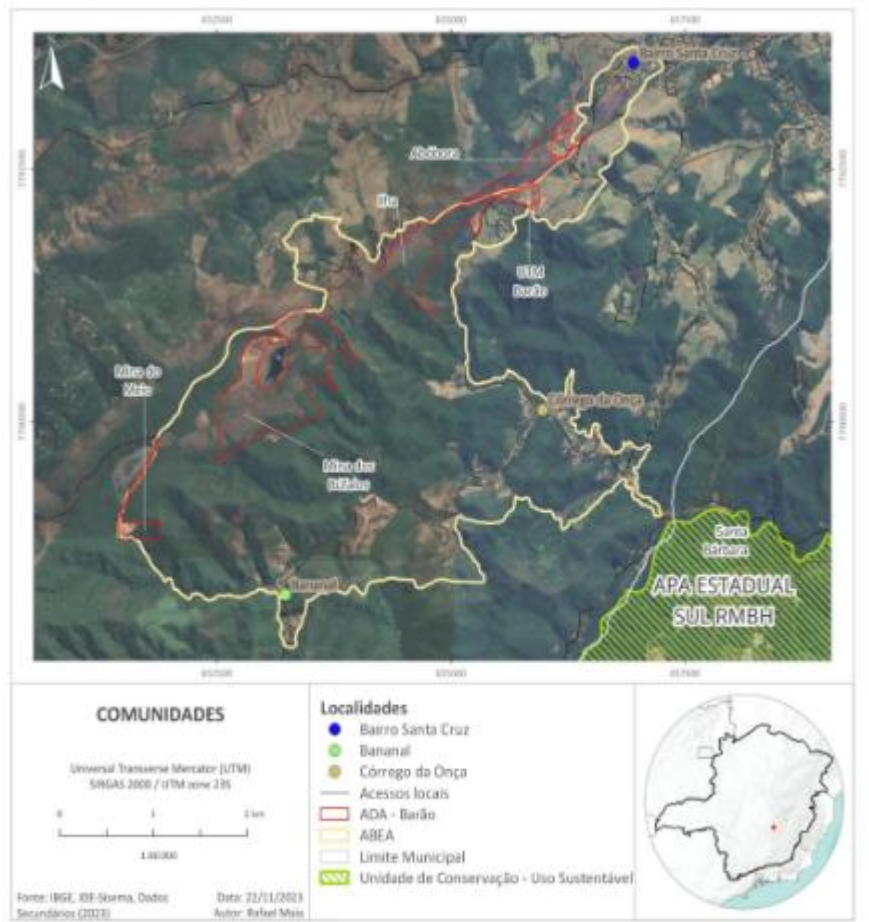 652500 655000 657500
Bairro Santa Cruz
Abóbora
7792500 7792500
Ilha
UTM
Barão
Mina do
Meio
Córrego da Onça
Mina dos
Búfalos
Santa
Bárbara
Bananal
APA ESTADUAL
SUL RMBH
652500 655000 657500
COMUNIDADES
Universal Transverse Mercator (UTM)
SIRGAS 2000 / UTM zone 23S
0 1 2 km
Fonte: IBGE, IDE-Sisema, Dados
Secundários (2023)
Data: 22/11/2023
Autor: Rafael Maia
Localidades
Bairro Santa Cruz
Bananal
Córrego da Onça
Acessos locais
ADA - Barão
ABEA
Limite Municipal
Unidade de Conservação - Uso Sustentável